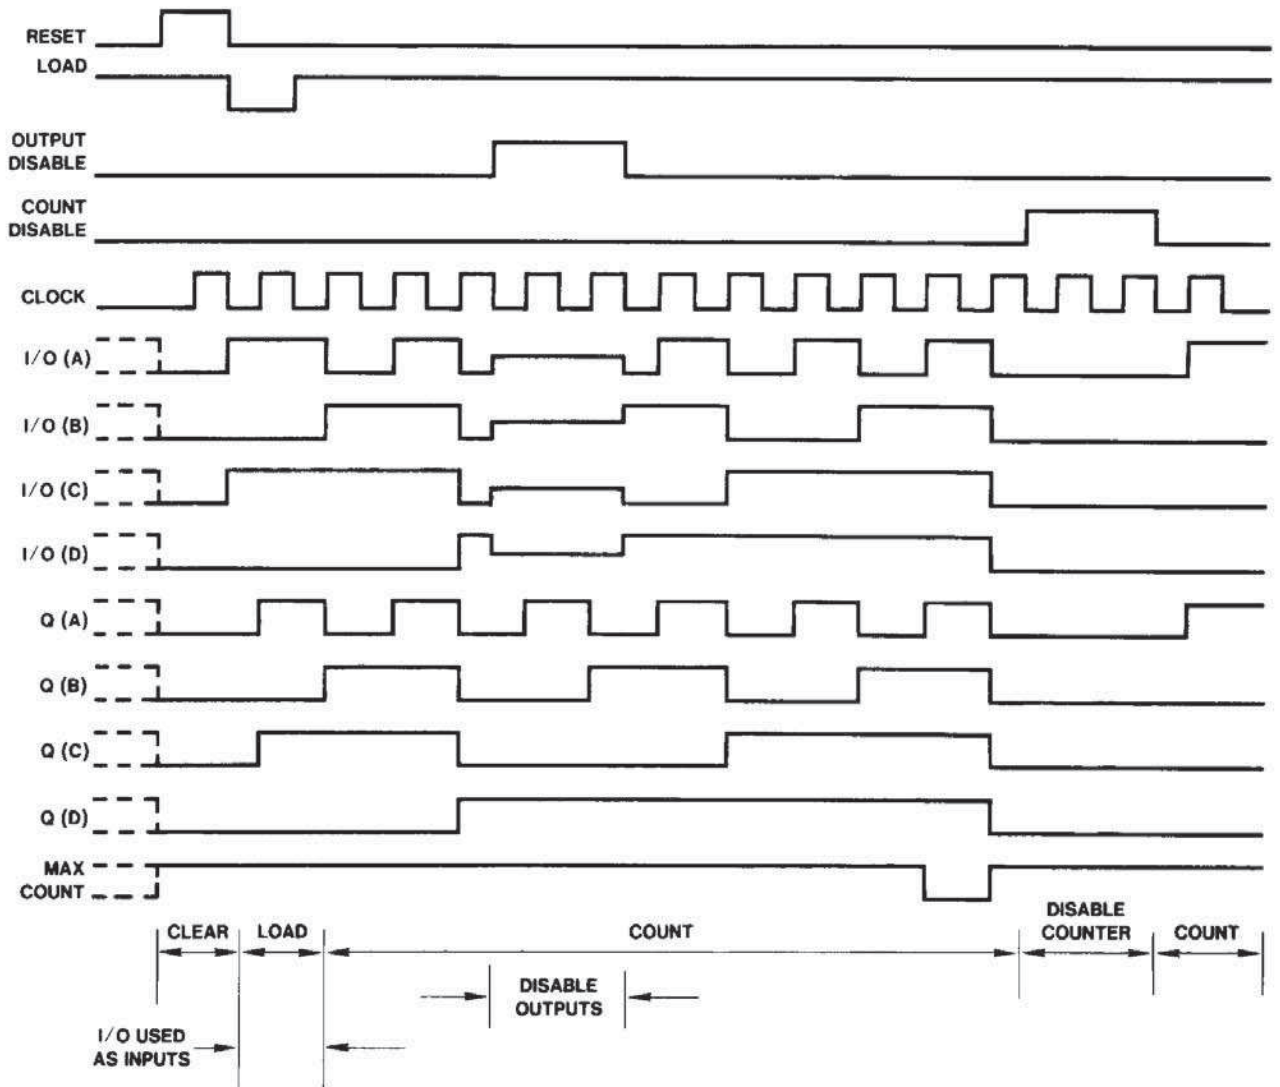 RESET
LOAD
OUTPUT
DISABLE
COUNT
DISABLE
CLOCK
I/O (A)
I/O (B)
I/O (C)
I/O (D)
Q (A)
Q (B)
Q (C)
Q (D)
MAX
COUNT
CLEAR
LOAD
COUNT
DISABLE
COUNTER
COUNT
DISABLE
OUTPUTS
I/O USED
AS INPUTS